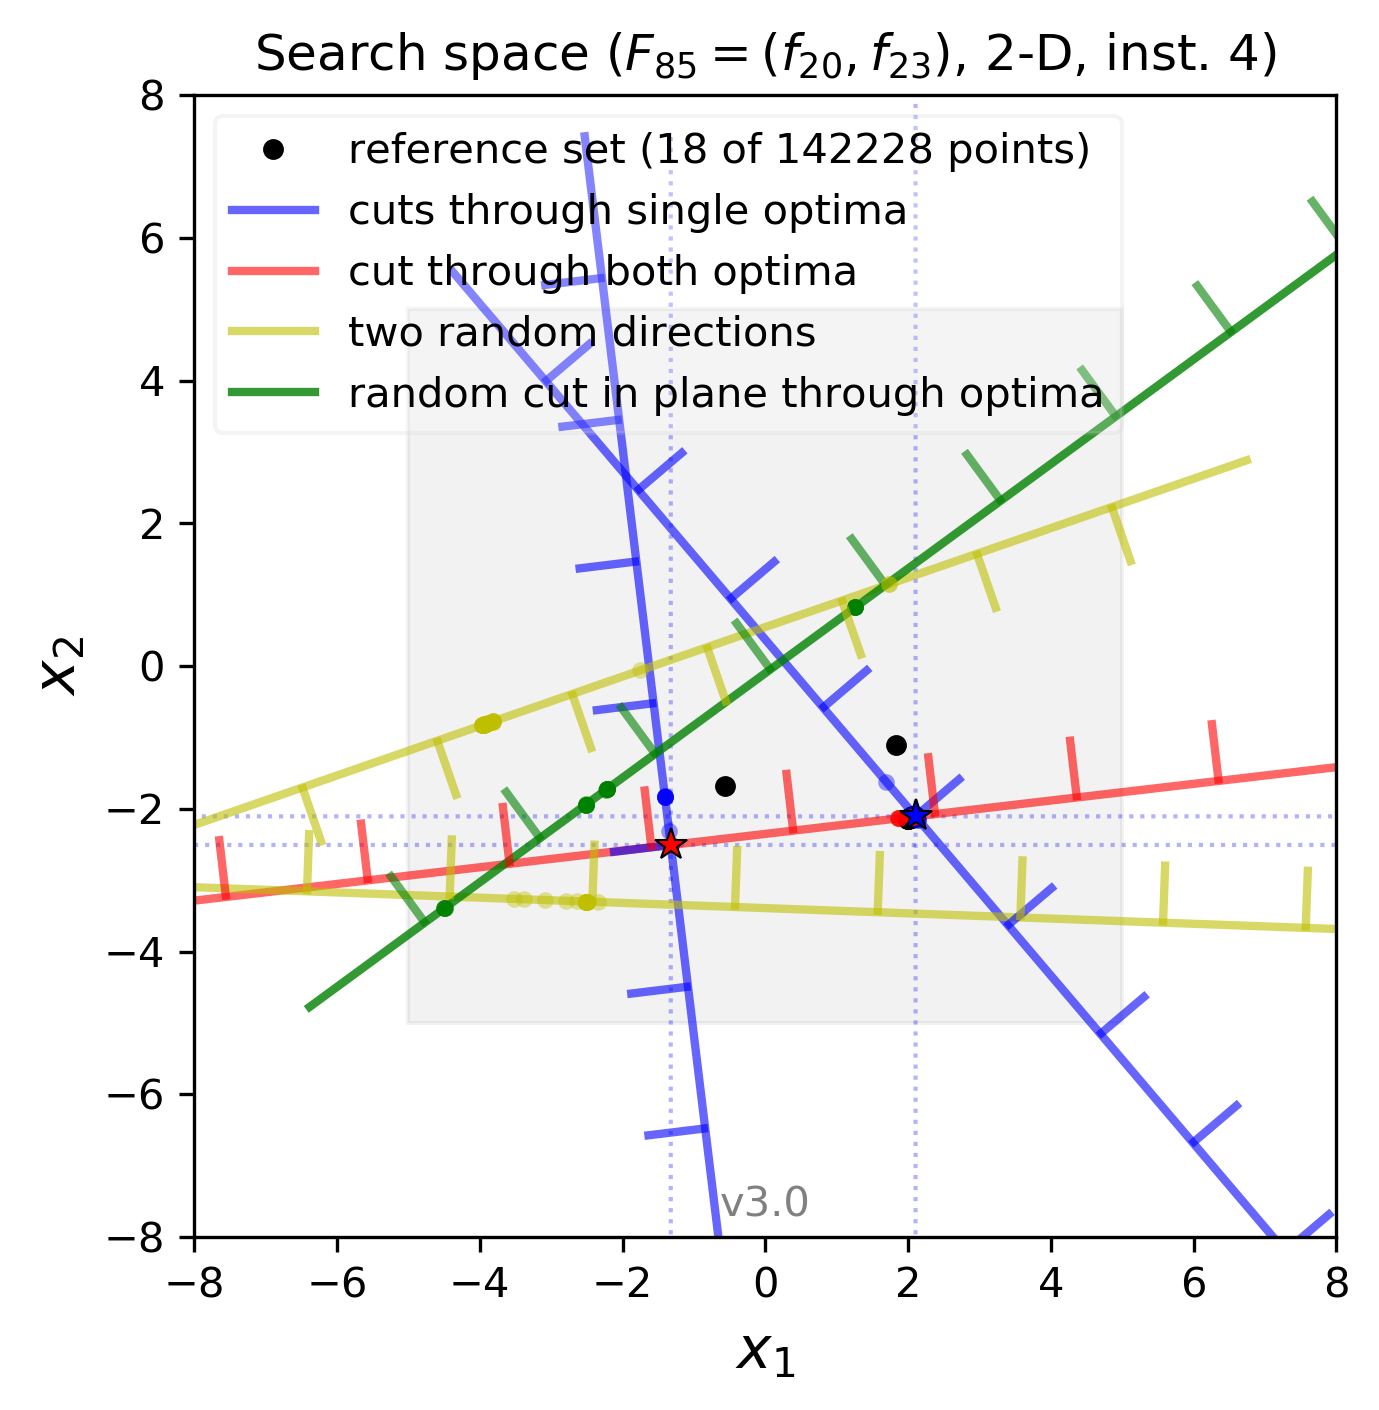 Search space (F₈₅ = (f₂₀, f₂₃), 2-D, inst. 4)
reference set (18 of 142228 points)
cuts through single optima
cut through both optima
two random directions
random cut in plane through optima
8
6
4
2
0
−2
−4
−6
−8
x₂
v3.0
−8 −6 −4 −2 0 2 4 6 8
x₁